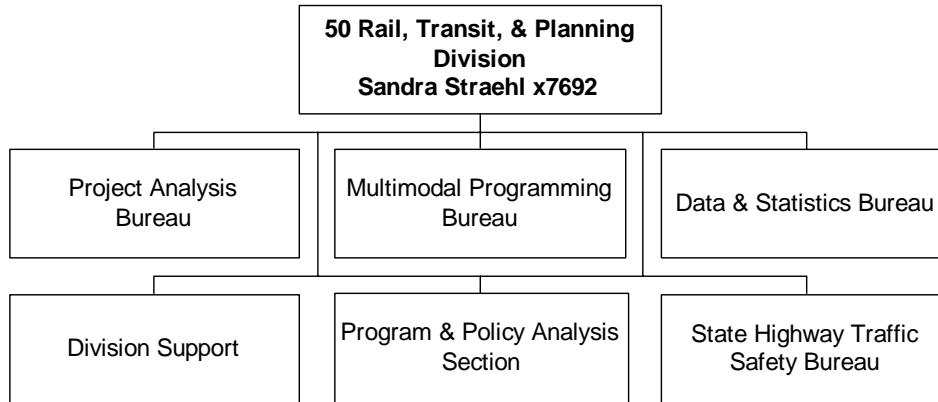 50 Rail, Transit, & Planning
Division
Sandra Straehl x7692
Project Analysis
Bureau
Multimodal Programming
Bureau
Data & Statistics Bureau
Division Support
Program & Policy Analysis
Section
State Highway Traffic
Safety Bureau